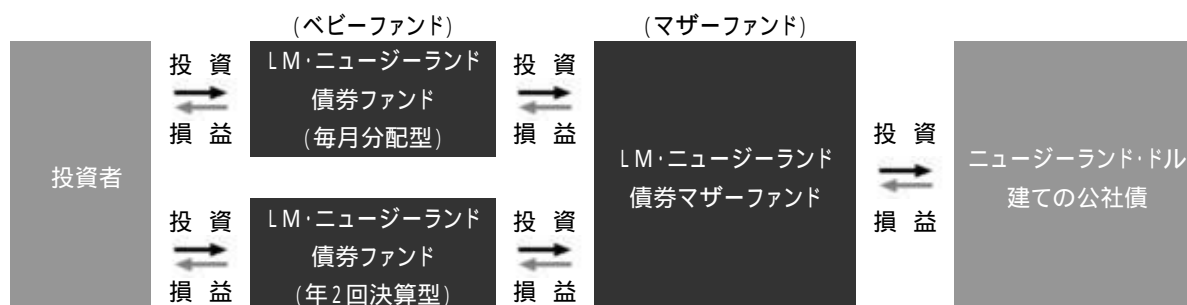 (ベビーファンド)
(マザーファンド)
投資者
投 資
損 益
LM・ニュージーランド
債券ファンド
(毎月分配型)
投 資
損 益
投 資
損 益
LM・ニュージーランド
債券ファンド
(年2回決算型)
投 資
損 益
LM・ニュージーランド
債券マザーファンド
投 資
損 益
ニュージーランド・ドル
建ての公社債